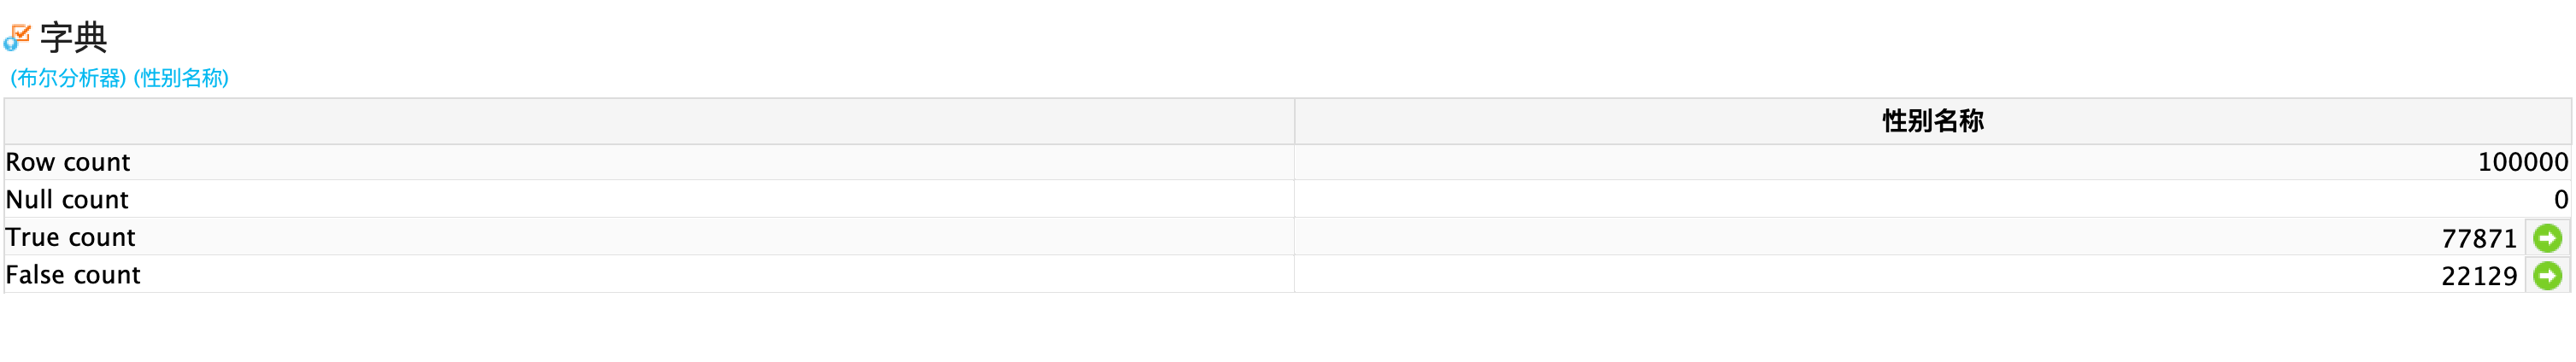 字典
(布尔分析器) (性别名称)
性别名称
Row count 100000
Null count 0
True count 77871
False count 22129